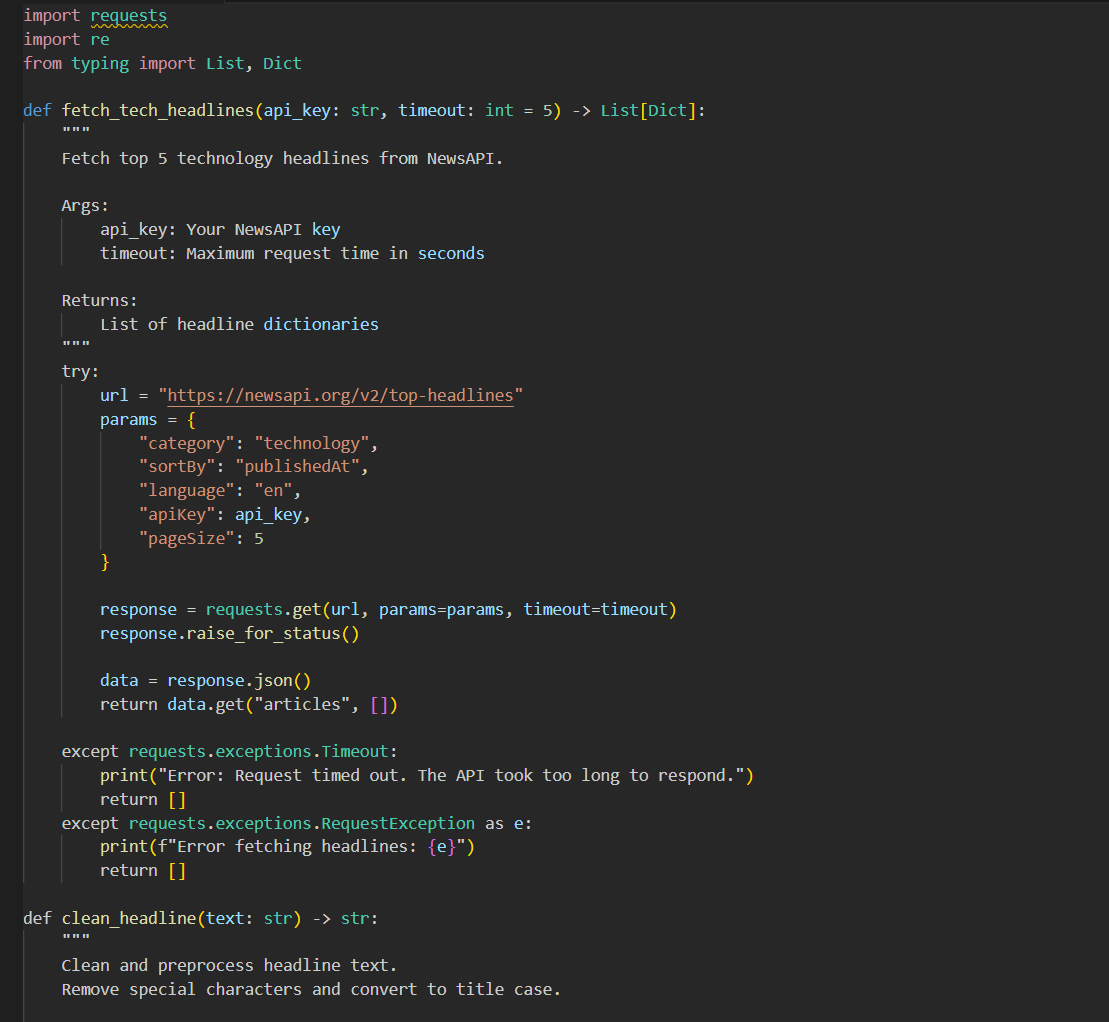 import requests
import re
from typing import List, Dict
def fetch_tech_headlines(api_key: str, timeout: int = 5) -> List[Dict]:
    """
    Fetch top 5 technology headlines from NewsAPI.
    Args:
        api_key: Your NewsAPI key
        timeout: Maximum request time in seconds
    Returns:
        List of headline dictionaries
    """
    try:
        url = "https://newsapi.org/v2/top-headlines"
        params = {
            "category": "technology",
            "sortBy": "publishedAt",
            "language": "en",
            "apiKey": api_key,
            "pageSize": 5
        }
        response = requests.get(url, params=params, timeout=timeout)
        response.raise_for_status()
        data = response.json()
        return data.get("articles", [])
    except requests.exceptions.Timeout:
        print("Error: Request timed out. The API took too long to respond.")
        return []
    except requests.exceptions.RequestException as e:
        print(f"Error fetching headlines: {e}")
        return []
def clean_headline(text: str) -> str:
    """
    Clean and preprocess headline text.
    Remove special characters and convert to title case.